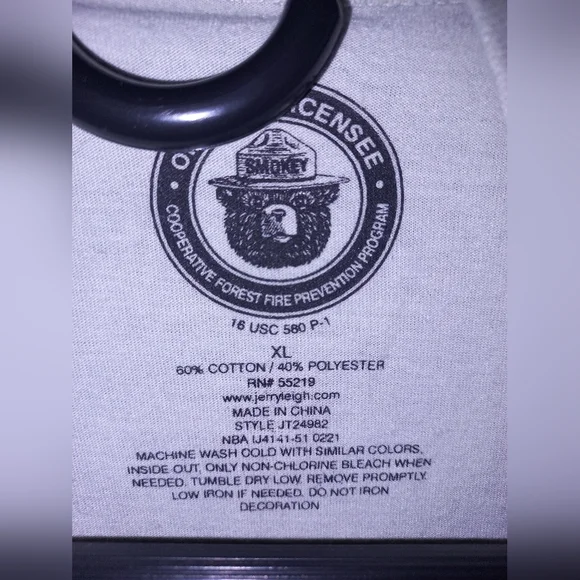 LICENSEE
SMOKEY
COOPERATIVE FOREST FIRE PREVENTION PROGRAM
16 USC 580 P-1
XL
60% COTTON / 40% POLYESTER
RN# 55219
www.jerryleigh.com
MADE IN CHINA
STYLE JT24982
NBA IJ4141-51 0221
MACHINE WASH COLD WITH SIMILAR COLORS,
INSIDE OUT, ONLY NON-CHLORINE BLEACH WHEN
NEEDED. TUMBLE DRY LOW. REMOVE PROMPTLY.
LOW IRON IF NEEDED. DO NOT IRON
DECORATION